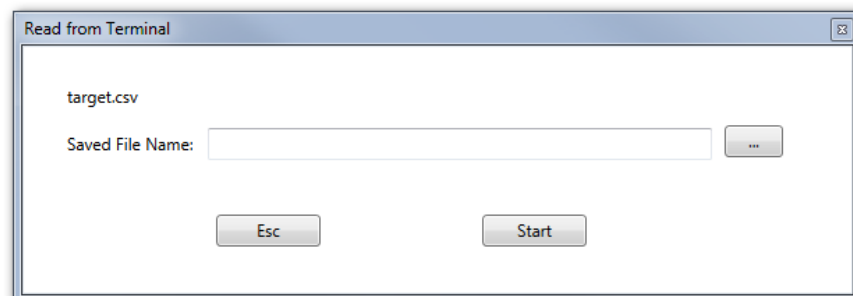 Read from Terminal
target.csv
Saved File Name:
...
Esc
Start